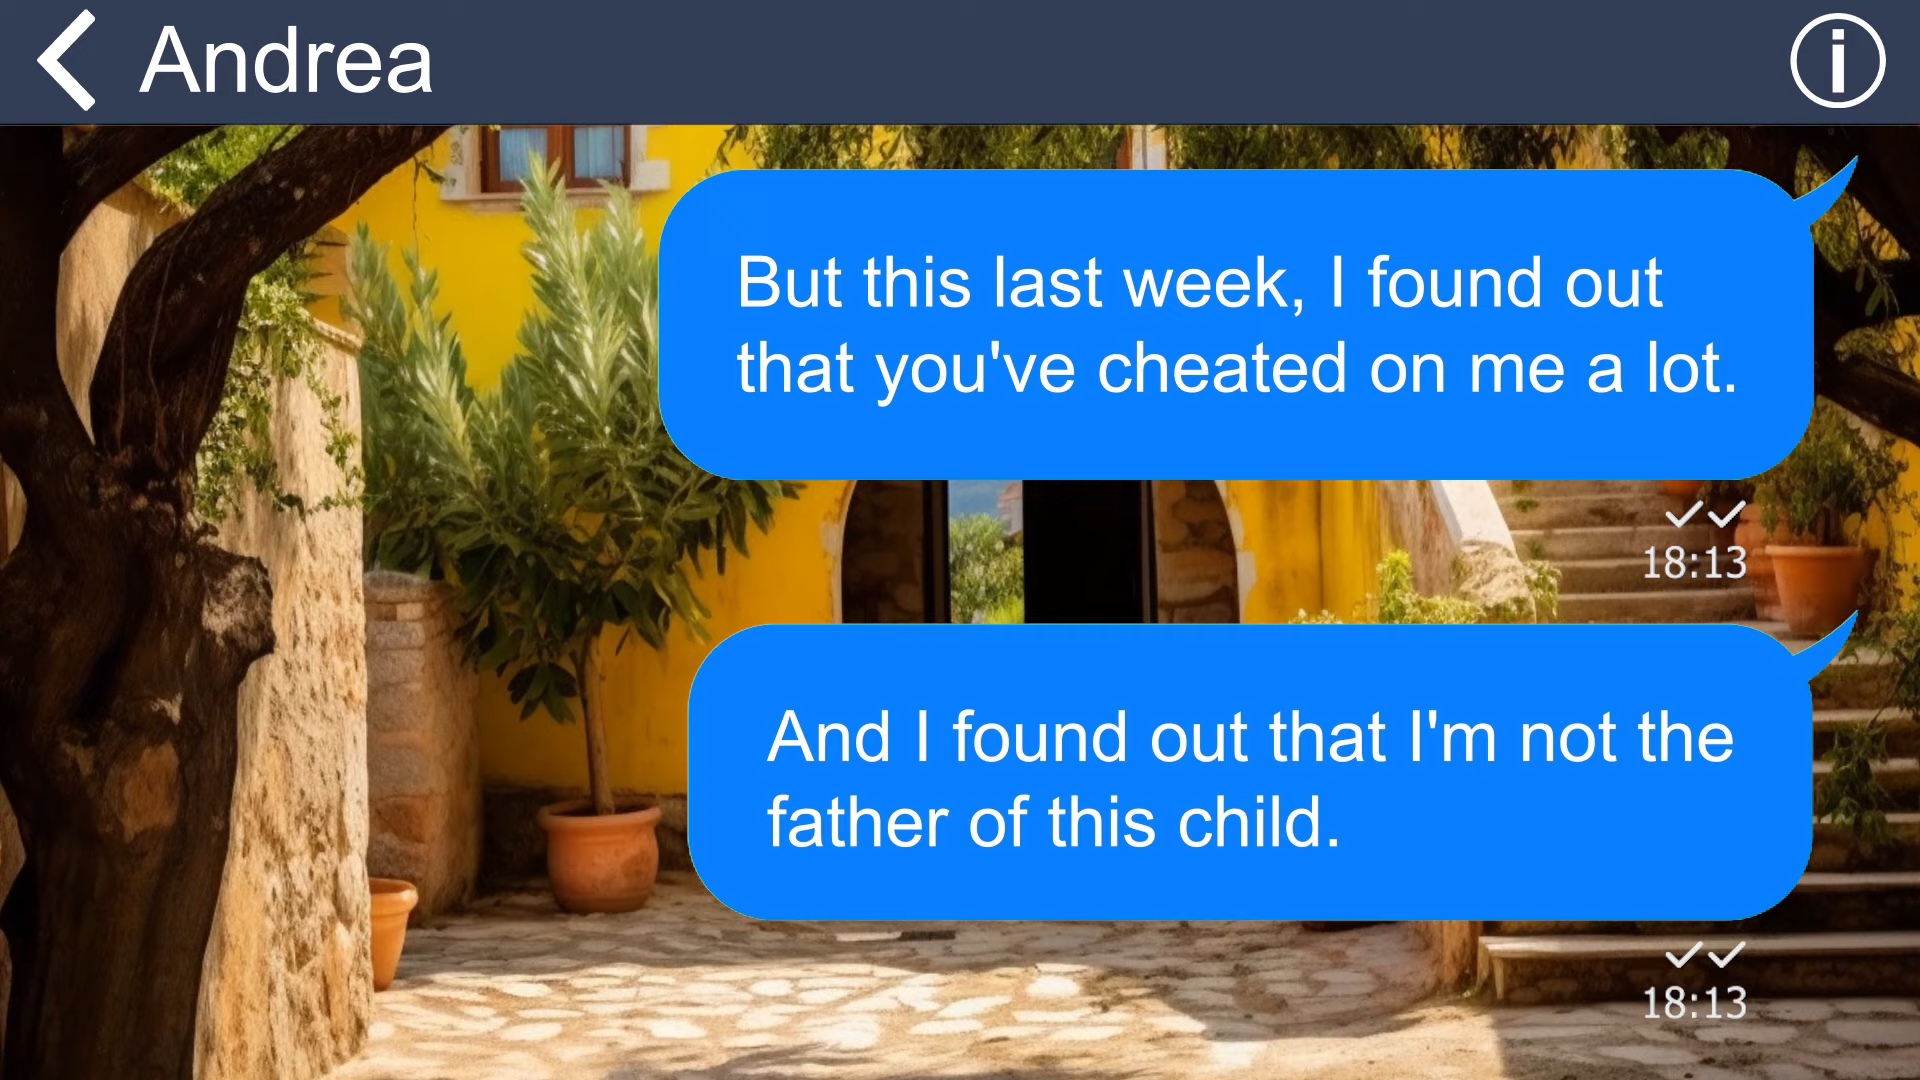 Andrea
But this last week, I found out
that you've cheated on me a lot.
18:13
And I found out that I'm not the
father of this child.
18:13